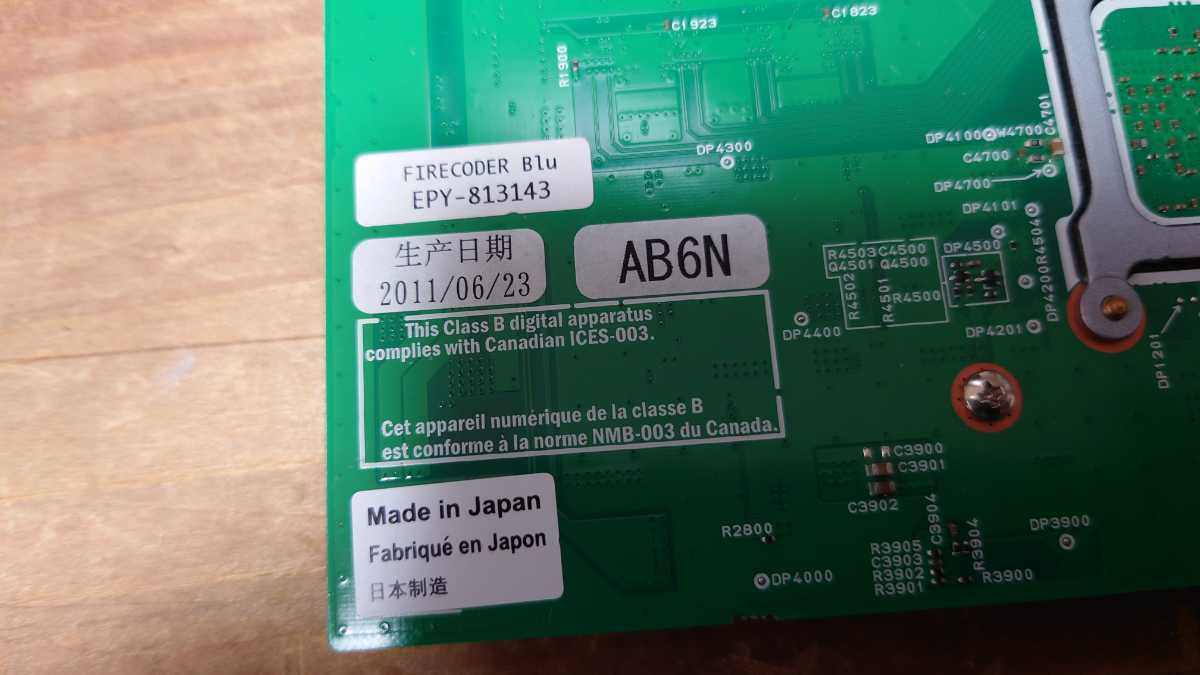 C1923
C1823
R1900
FIRECODER Blu
EPY-813143
DP4300
DP4100
W4700
C4701
C4700
DP4700
DP4101
生产日期
2011/06/23
AB6N
R4503 C4500
Q4501 Q4500
R4502
R4501
R4500
DP4500
DP4200
R4504
DP4400
DP4201
DP1201
This Class B digital apparatus
complies with Canadian ICES-003.
Cet appareil numérique de la classe B
est conforme à la norme NMB-003 du Canada.
C3900
C3901
C3902
Made in Japan
Fabriqué en Japon
日本制造
R2800
DP4000
C3904
R3904
DP3900
R3905
C3903
R3902
R3901
R3900